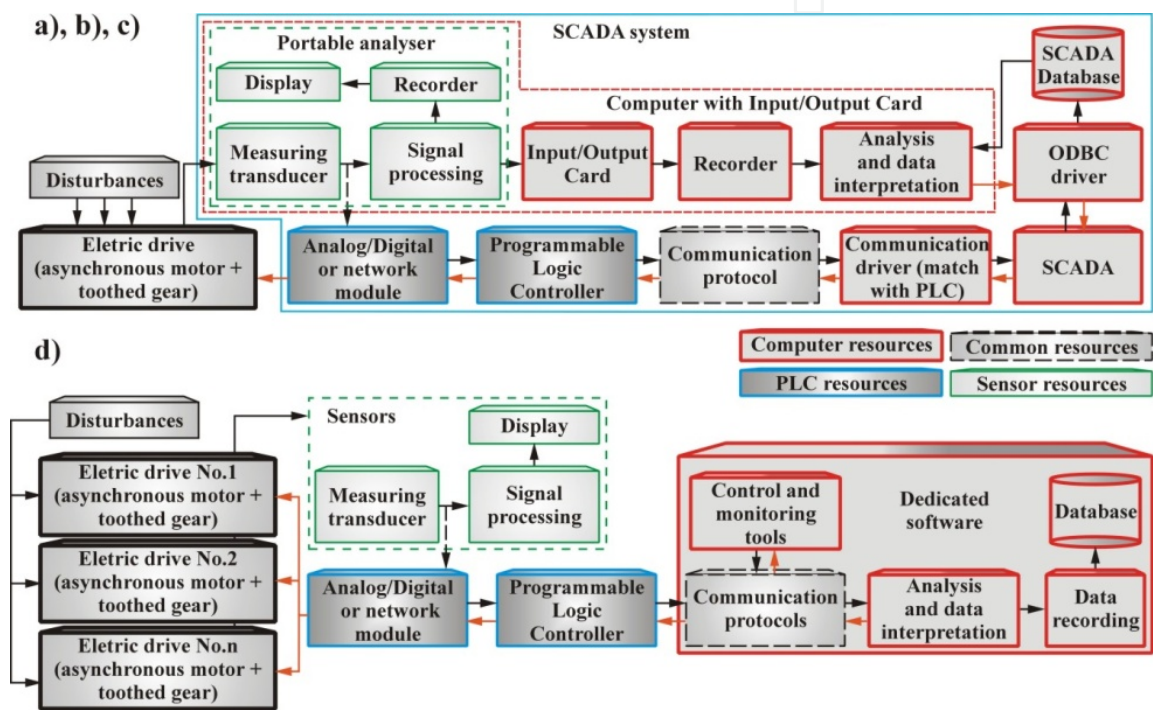 a), b), c)
SCADA system
Portable analyser
Display
Recorder
SCADA
Database
Computer with Input/Output Card
Measuring
transducer
Signal
processing
Input/Output
Card
Recorder
Analysis
and data
interpretation
ODBC
driver
Disturbances
Eletric drive
(asynchronous motor +
toothed gear)
Analog/Digital
or network
module
Programmable
Logic
Controller
Communication
protocol
Communication
driver (match
with PLC)
SCADA
d)
Computer resources
Common resources
PLC resources
Sensor resources
Disturbances
Eletric drive No.1
(asynchronous motor +
toothed gear)
Eletric drive No.2
(asynchronous motor +
toothed gear)
Eletric drive No.n
(asynchronous motor +
toothed gear)
Sensors
Display
Measuring
transducer
Signal
processing
Analog/Digital
or network
module
Programmable
Logic
Controller
Control and
monitoring
tools
Dedicated
software
Database
Communication
protocols
Analysis
and data
interpretation
Data
recording